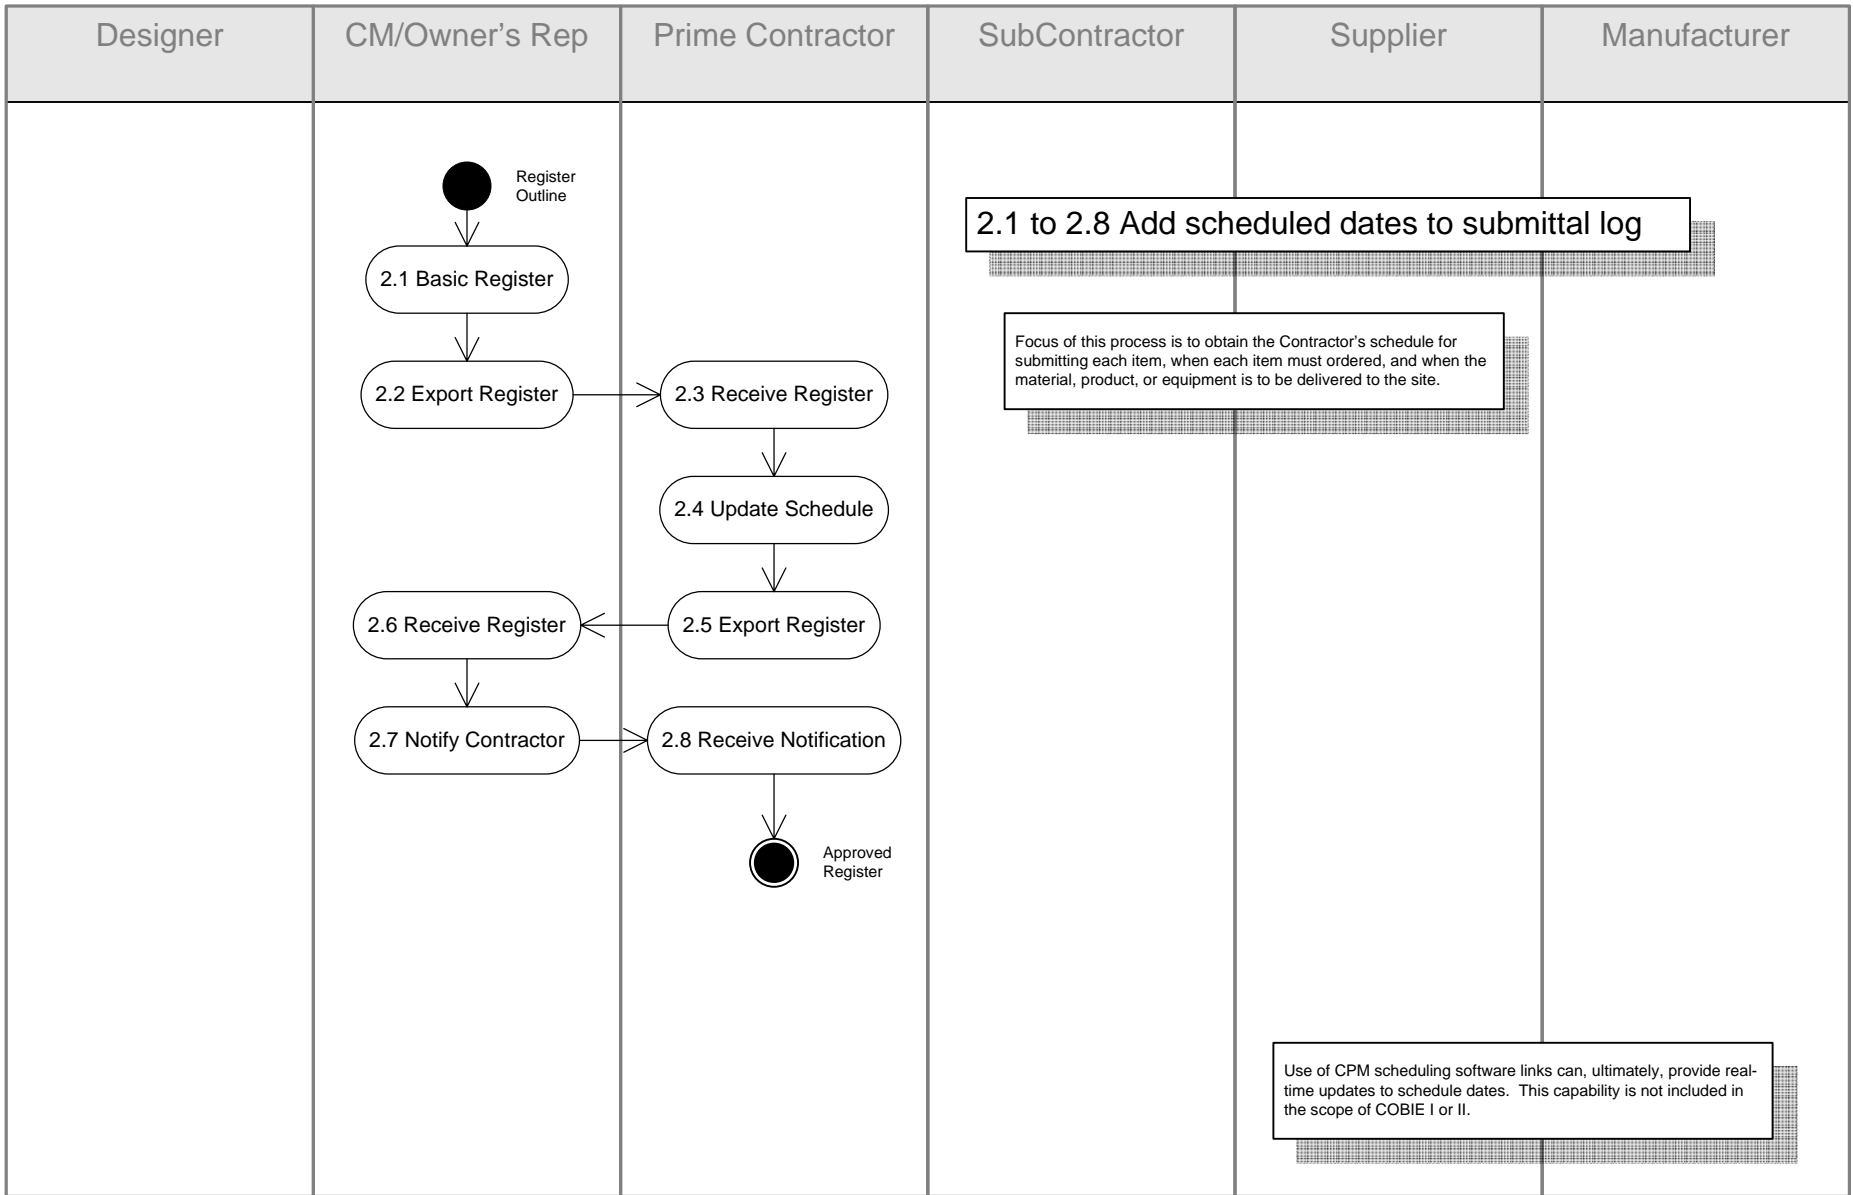 Designer
CM/Owner's Rep
Prime Contractor
SubContractor
Supplier
Manufacturer
Register
Outline
2.1 to 2.8 Add scheduled dates to submittal log
2.1 Basic Register
Focus of this process is to obtain the Contractor's schedule for
submitting each item, when each item must ordered, and when the
material, product, or equipment is to be delivered to the site.
2.2 Export Register
2.3 Receive Register
2.4 Update Schedule
2.6 Receive Register
2.5 Export Register
2.7 Notify Contractor
2.8 Receive Notification
Approved
Register
Use of CPM scheduling software links can, ultimately, provide real-
time updates to schedule dates.  This capability is not included in
the scope of COBIE I or II.